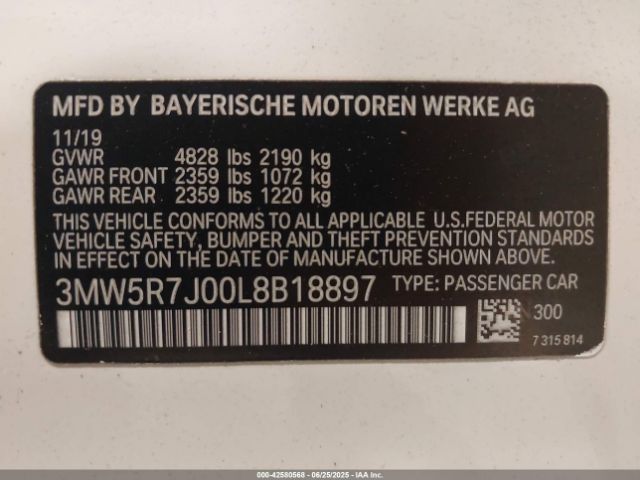 MFD BY BAYERISCHE MOTOREN WERKE AG
11/19
GVWR 4828 lbs 2190 kg
GAWR FRONT 2359 lbs 1072 kg
GAWR REAR 2359 lbs 1220 kg
THIS VEHICLE CONFORMS TO ALL APPLICABLE U.S.FEDERAL MOTOR
VEHICLE SAFETY, BUMPER AND THEFT PREVENTION STANDARDS
IN EFFECT ON THE DATE OF MANUFACTURE SHOWN ABOVE.
3MW5R7J00L8B18897 TYPE: PASSENGER CAR
300
7 315 814
000-42580568 - 06/25/2025 - IAA Inc.